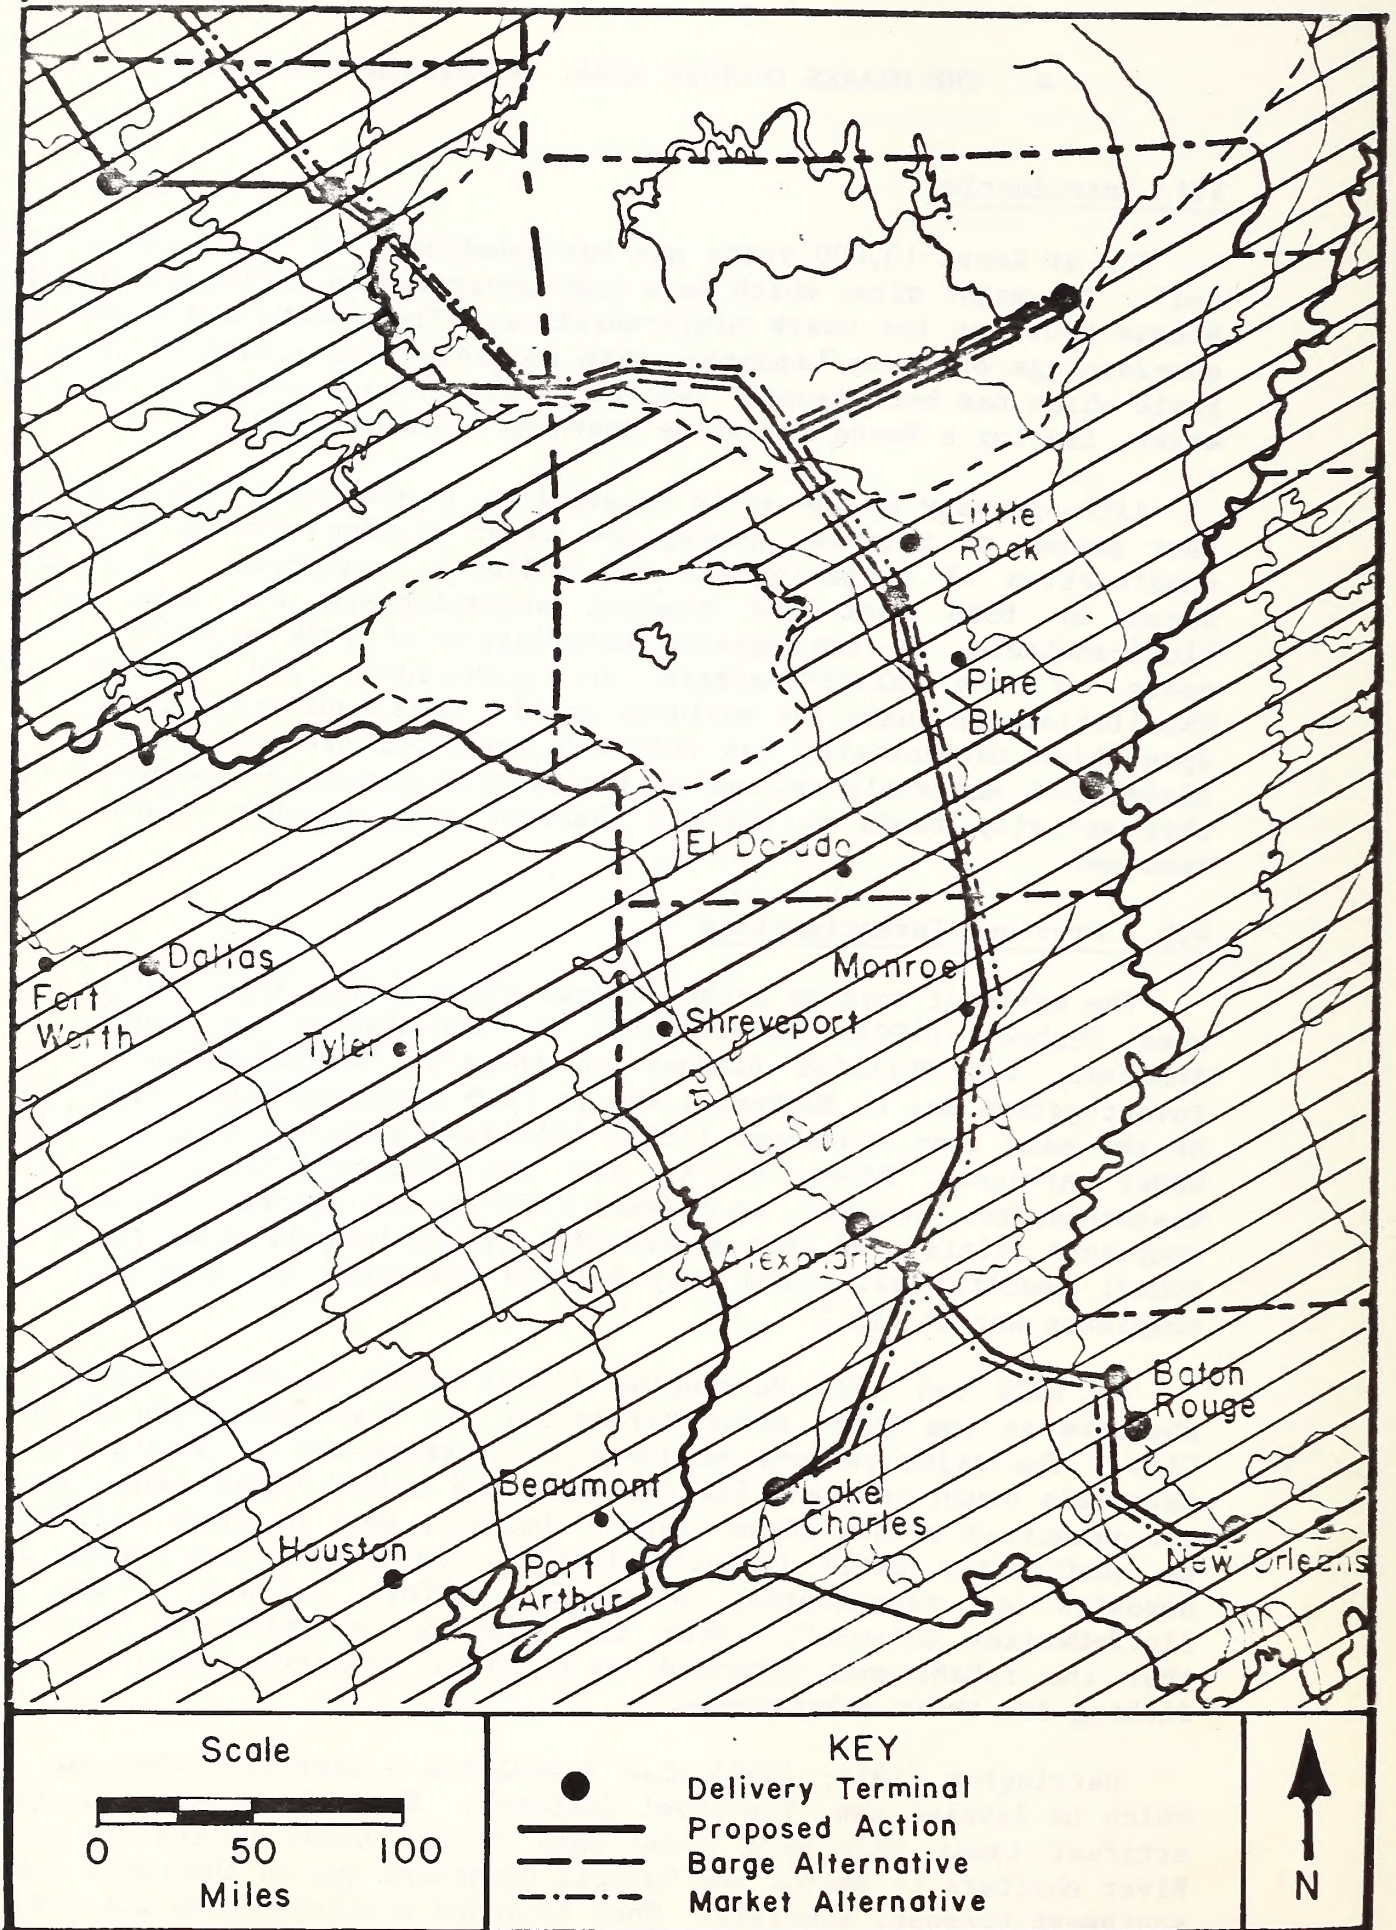 Little
Rock
Pine
Bluff
El Dorado
Monroe
Dallas
Fort
Worth
Tyler
Shreveport
Alexandria
Baton
Rouge
Beaumont
Lake
Charles
Houston
Port
Arthur
New Orleans
Scale
0 50 100
Miles
KEY
Delivery Terminal
Proposed Action
Barge Alternative
Market Alternative
N